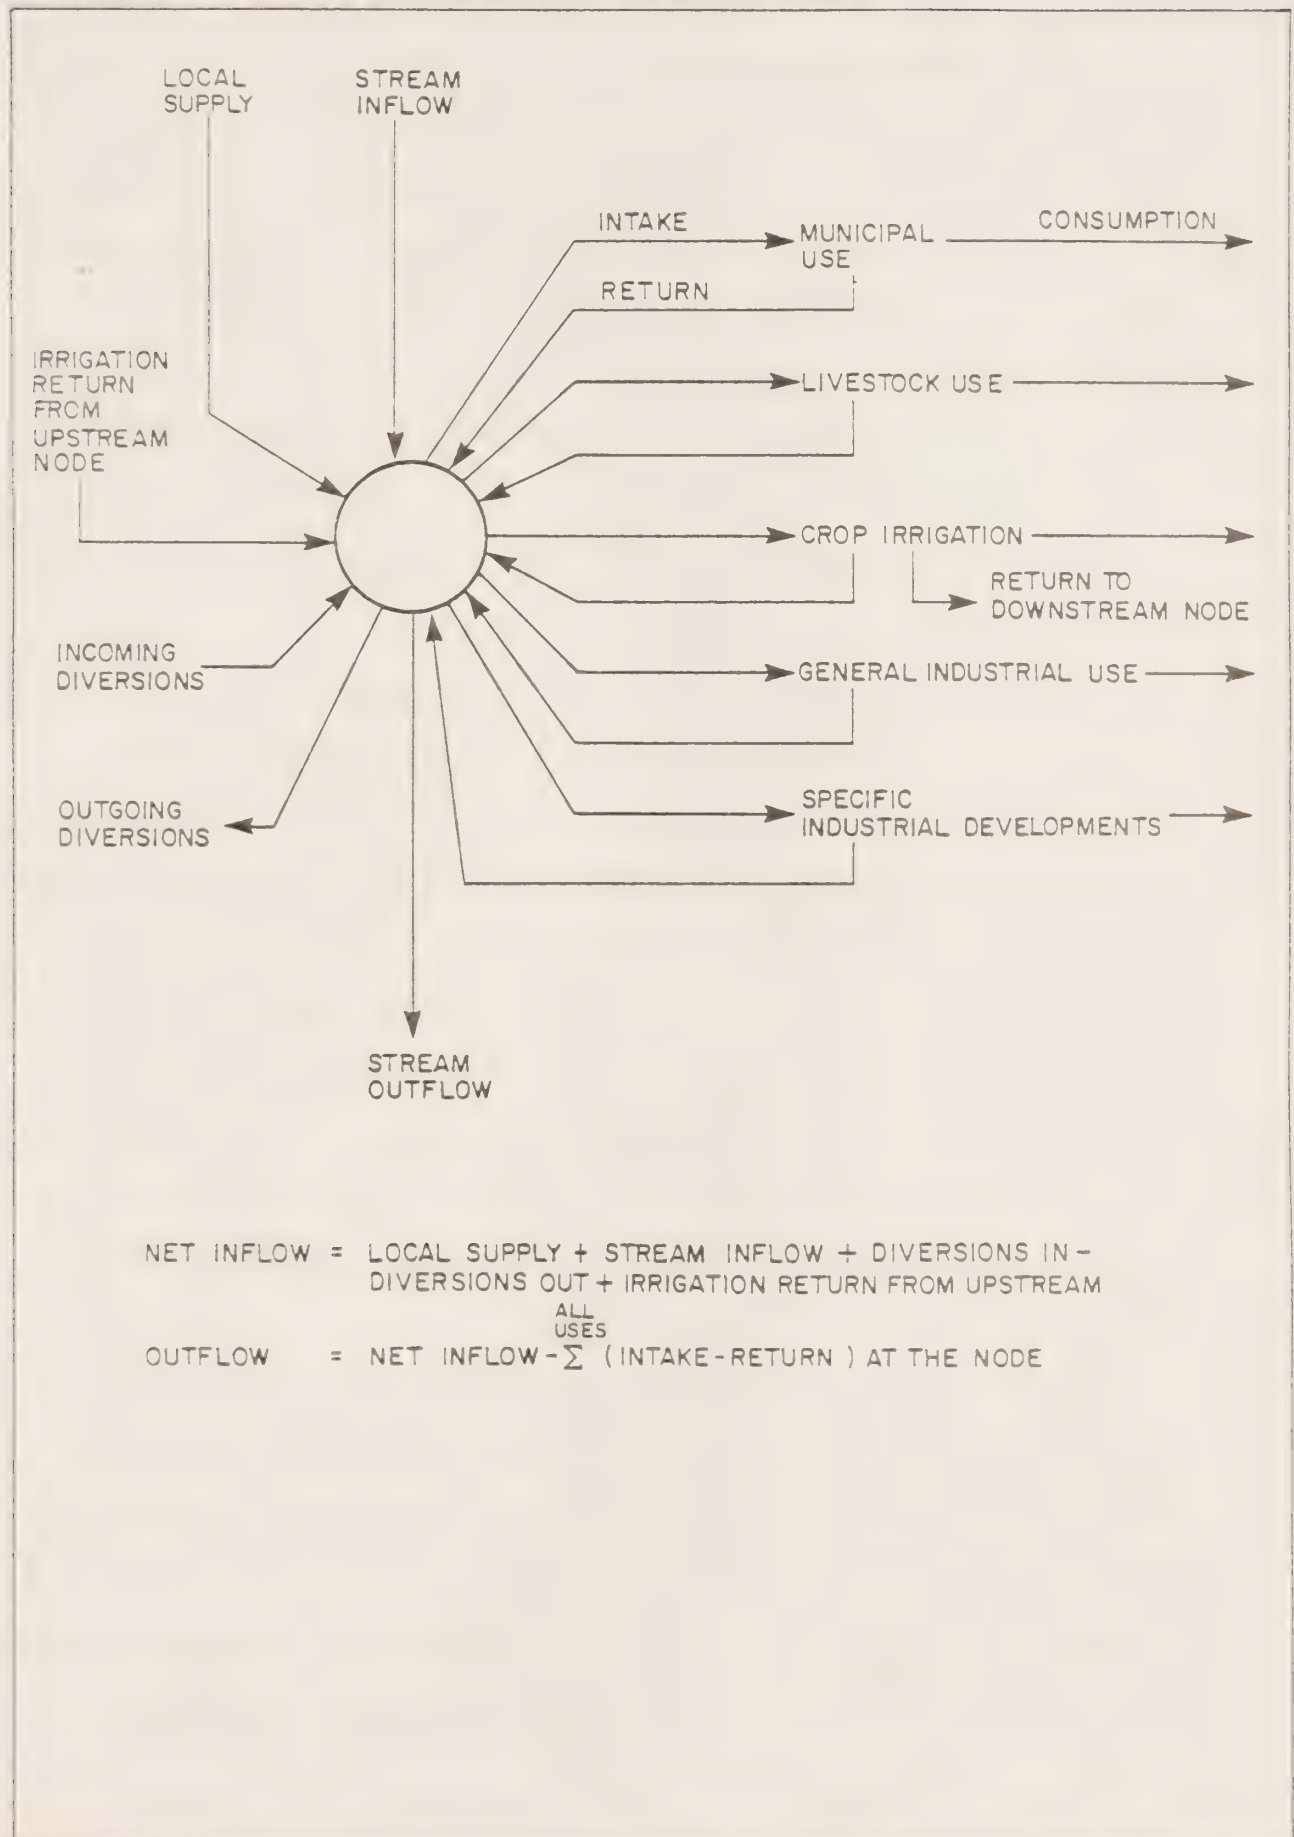 LOCAL
SUPPLY
STREAM
INFLOW
INTAKE
MUNICIPAL
USE
CONSUMPTION
RETURN
IRRIGATION
RETURN
FROM
UPSTREAM
NODE
LIVESTOCK USE
CROP IRRIGATION
RETURN TO
DOWNSTREAM NODE
INCOMING
DIVERSIONS
GENERAL INDUSTRIAL USE
OUTGOING
DIVERSIONS
SPECIFIC
INDUSTRIAL DEVELOPMENTS
STREAM
OUTFLOW
NET INFLOW = LOCAL SUPPLY + STREAM INFLOW + DIVERSIONS IN -
DIVERSIONS OUT + IRRIGATION RETURN FROM UPSTREAM
ALL
USES
OUTFLOW = NET INFLOW - Σ (INTAKE-RETURN ) AT THE NODE